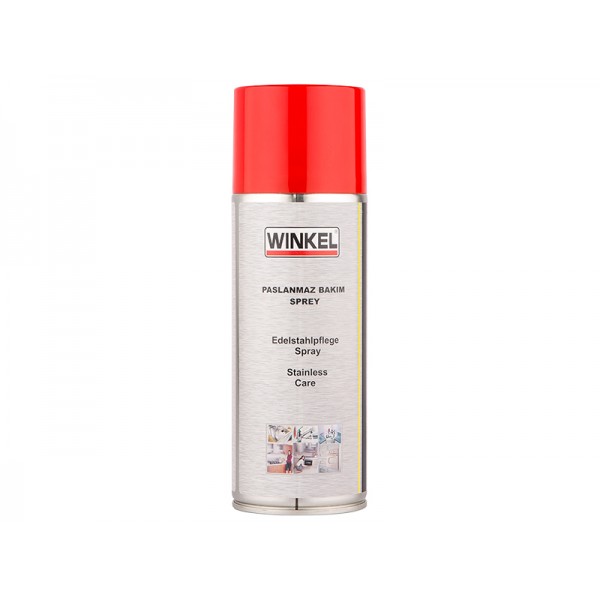 WINKEL
PASLANMAZ BAKIM
SPREY
Edelstahlpflege
Spray
Stainless
Care